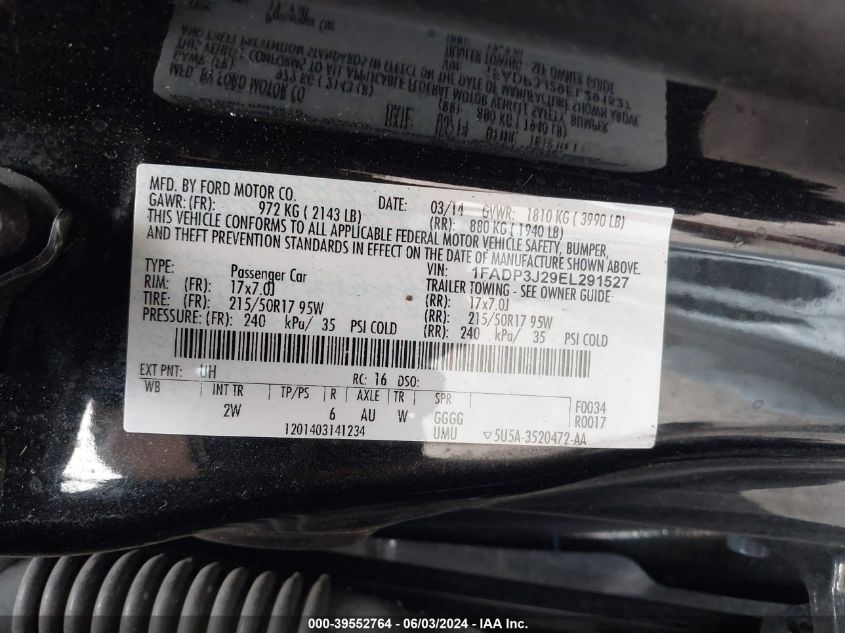 MFD. BY FORD MOTOR CO.
DATE: 03/14 GVWR: 1810 KG ( 3990 LB)
GAWR: (FR): 972 KG ( 2143 LB) (RR): 880 KG ( 1940 LB)
THIS VEHICLE CONFORMS TO ALL APPLICABLE FEDERAL MOTOR VEHICLE SAFETY, BUMPER,
AND THEFT PREVENTION STANDARDS IN EFFECT ON THE DATE OF MANUFACTURE SHOWN ABOVE.
VIN: 1FADP3J29EL291527
TYPE: Passenger Car TRAILER TOWING - SEE OWNER GUIDE
RIM: (FR): 17x7.0J (RR): 17x7.0J
TIRE: (FR): 215/50R17 95W (RR): 215/50R17 95W
PRESSURE: (FR): 240 kPa/ 35 PSI COLD (RR): 240 kPa/ 35 PSI COLD
EXT PNT: UH RC: 16 DSO:
WB INT TR TP/PS R AXLE TR SPR F0034
2W 6 AU W GGGG R0017
1201403141234 UMU ▽5U5A-3520472-AA
000-39552764 - 06/03/2024 - IAA Inc.